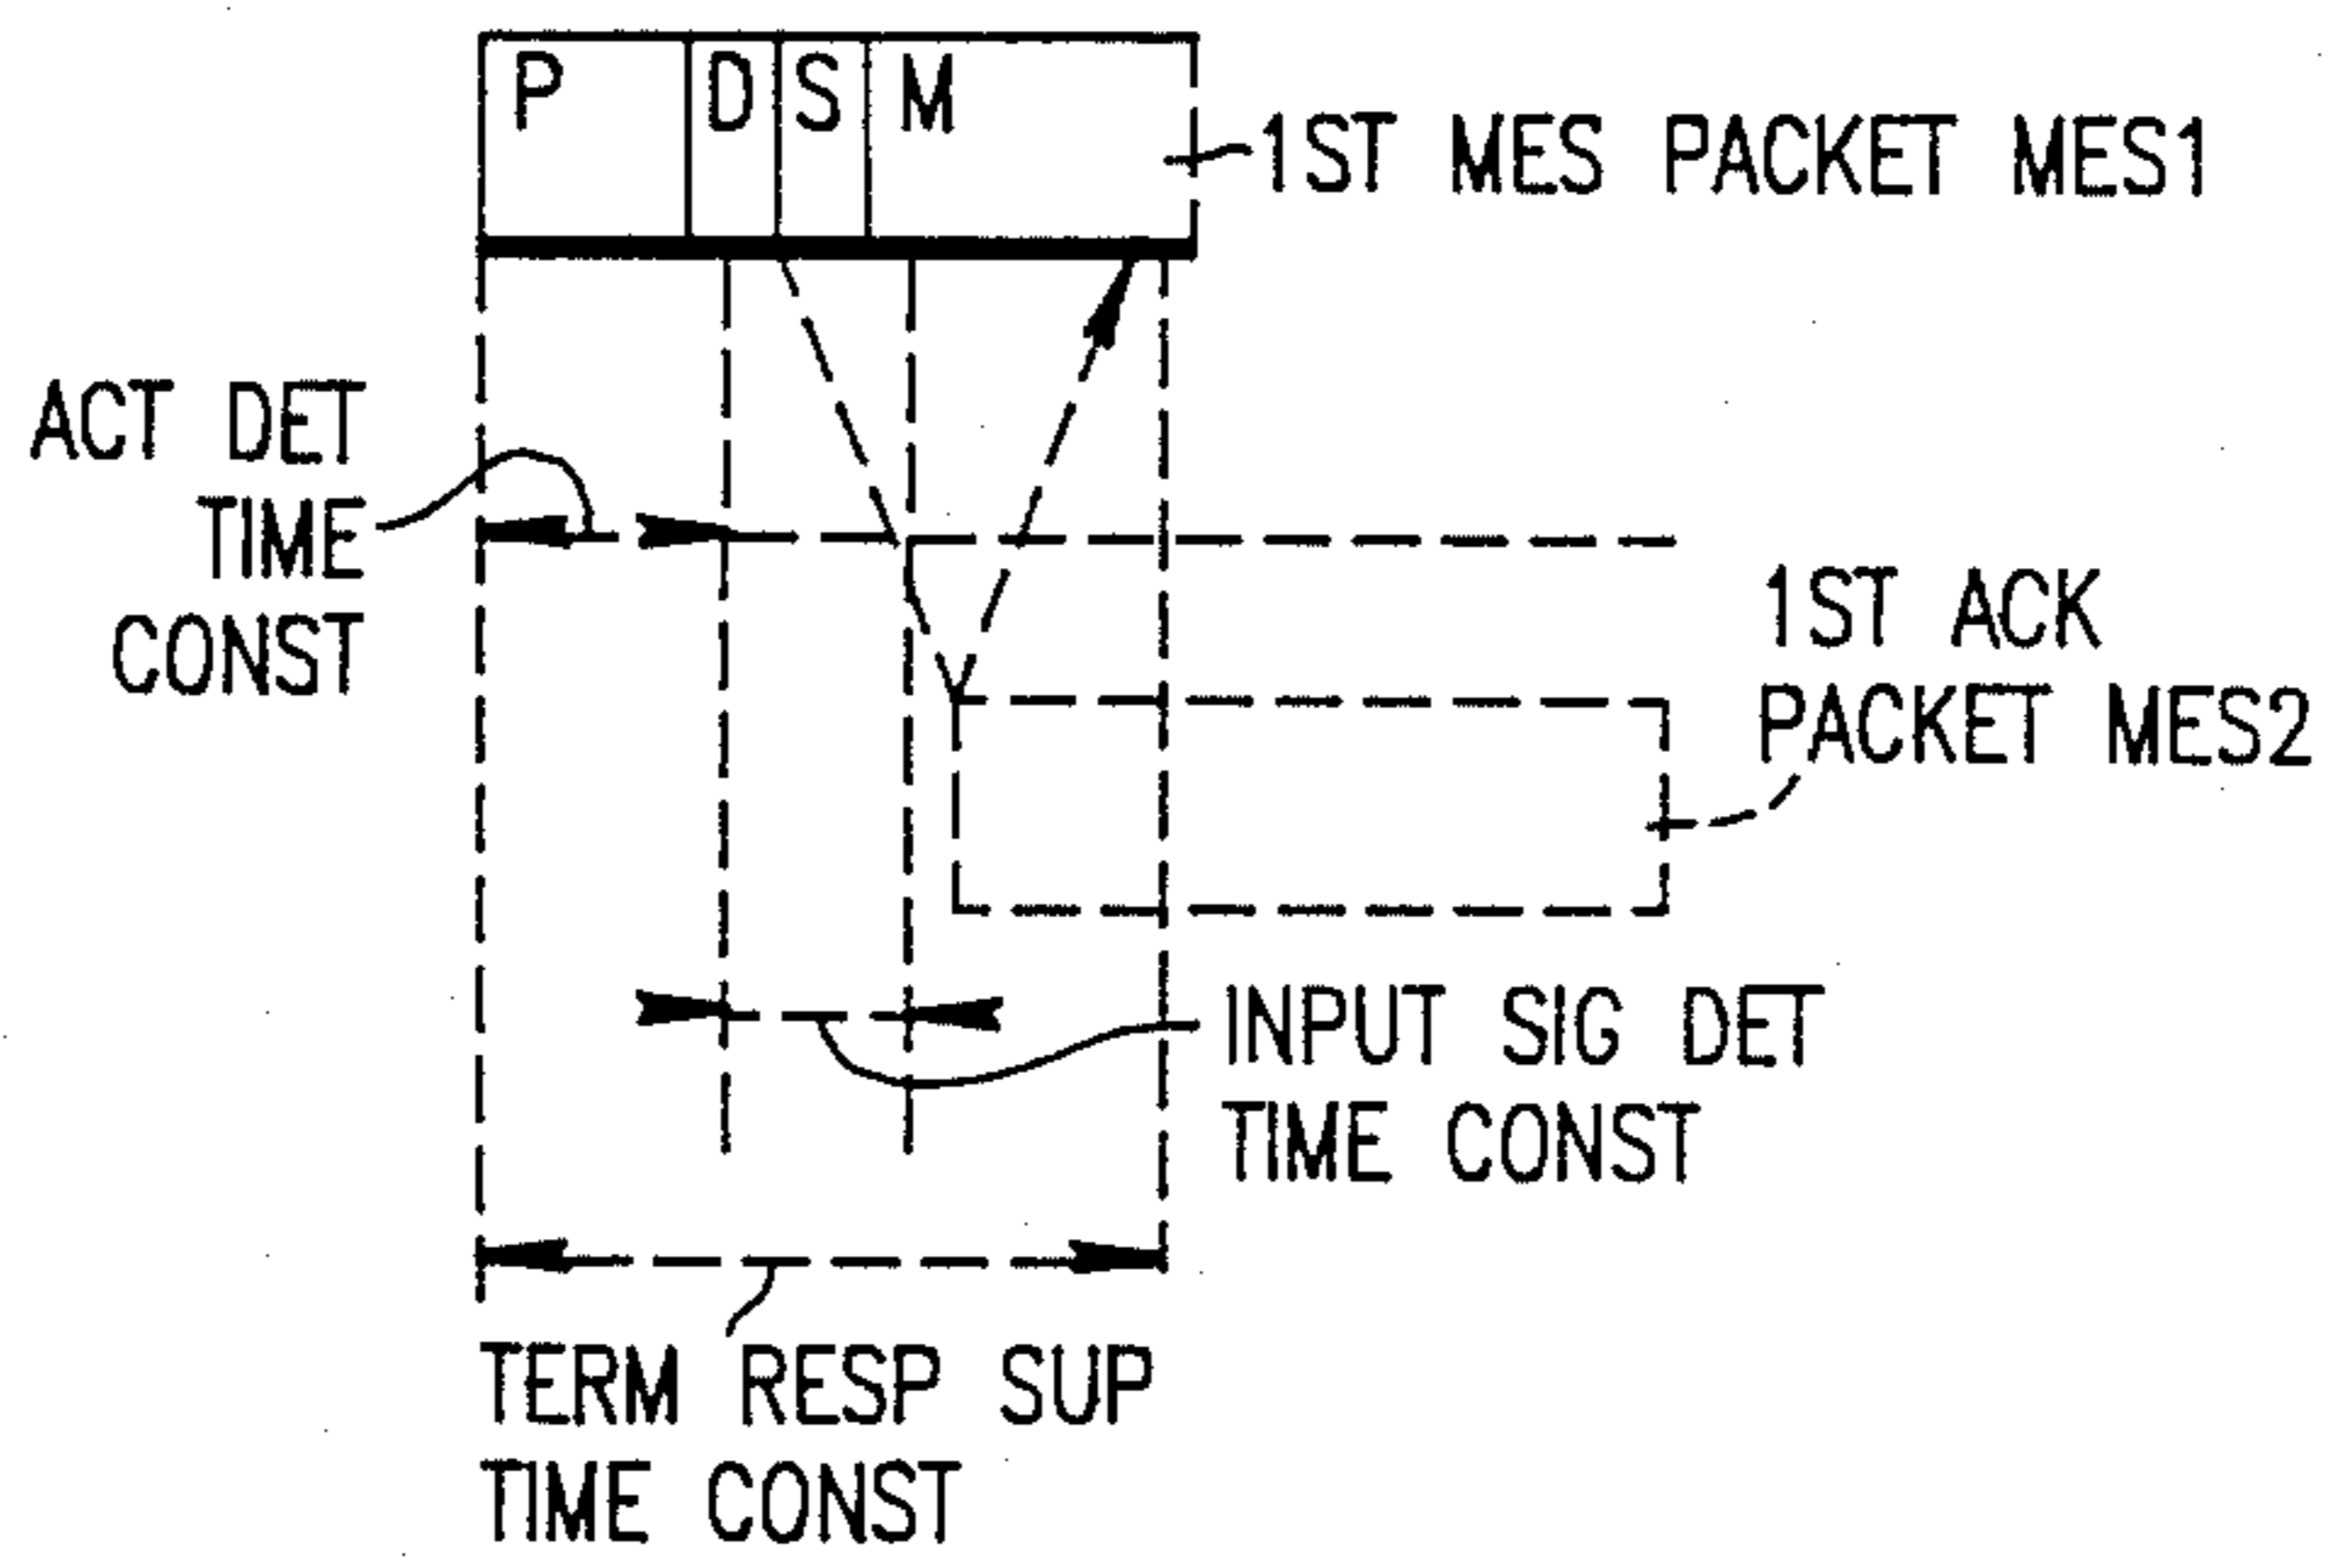 P D S M
1ST MES PACKET MES1
ACT DET
TIME
CONST
1ST ACK
PACKET MES2
INPUT SIG DET
TIME CONST
TERM RESP SUP
TIME CONST